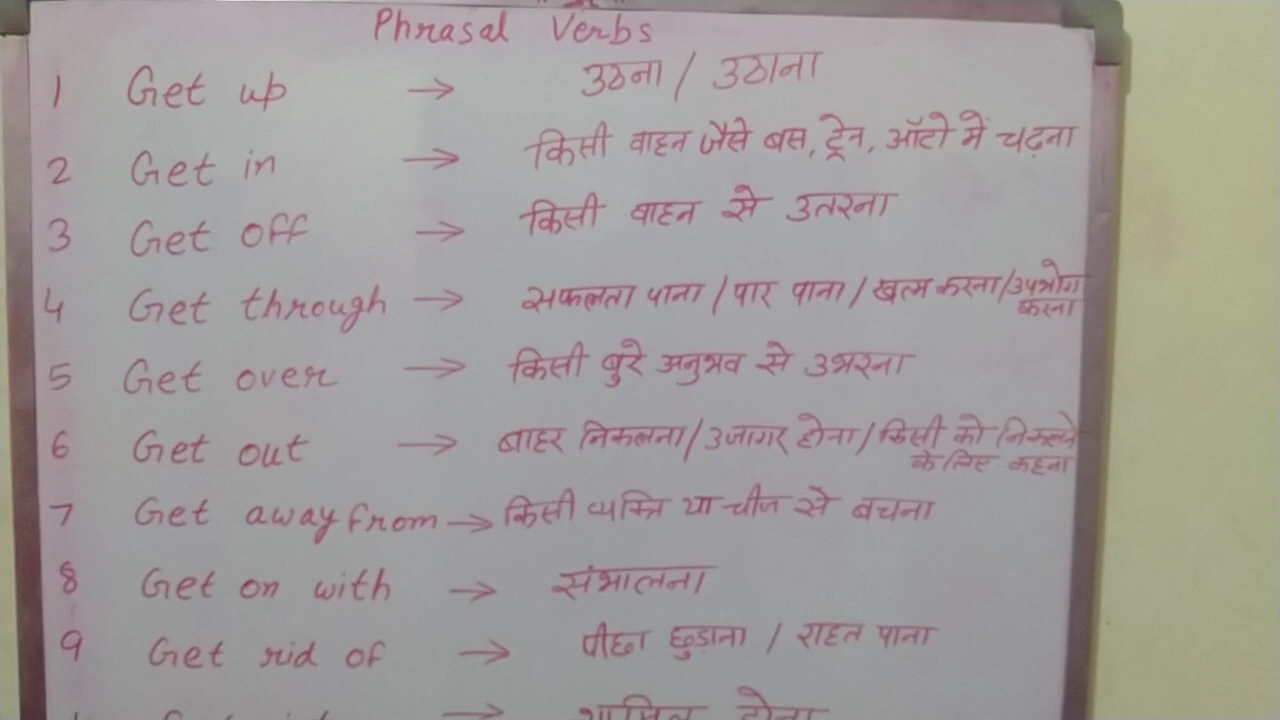 Phrasal Verbs
1 Get up → उठना / उठाना
2 Get in → किसी वाहन जैसे बस, ट्रेन, ऑटो में चढ़ना
3 Get off → किसी वाहन से उतरना
4 Get through → सफलता पाना / पार पाना / खत्म करना / उपभोग
करना
5 Get over → किसी बुरे अनुभव से उभरना
6 Get out → बाहर निकलना / उजागर होना / किसी को निकलने
के लिए कहना
7 Get away from → किसी व्यक्ति या चीज से बचना
8 Get on with → संभालना
9 Get rid of → पीछा छुड़ाना / राहत पाना
→ शामिल होना